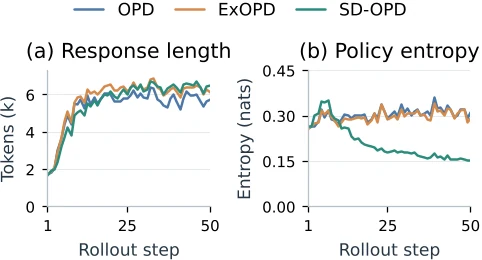 OPD ExOPD SD-OPD
(a) Response length
Tokens (k)
6
4
2
0
1 25 50
Rollout step
(b) Policy entropy
Entropy (nats)
0.45
0.30
0.15
0.00
1 25 50
Rollout step